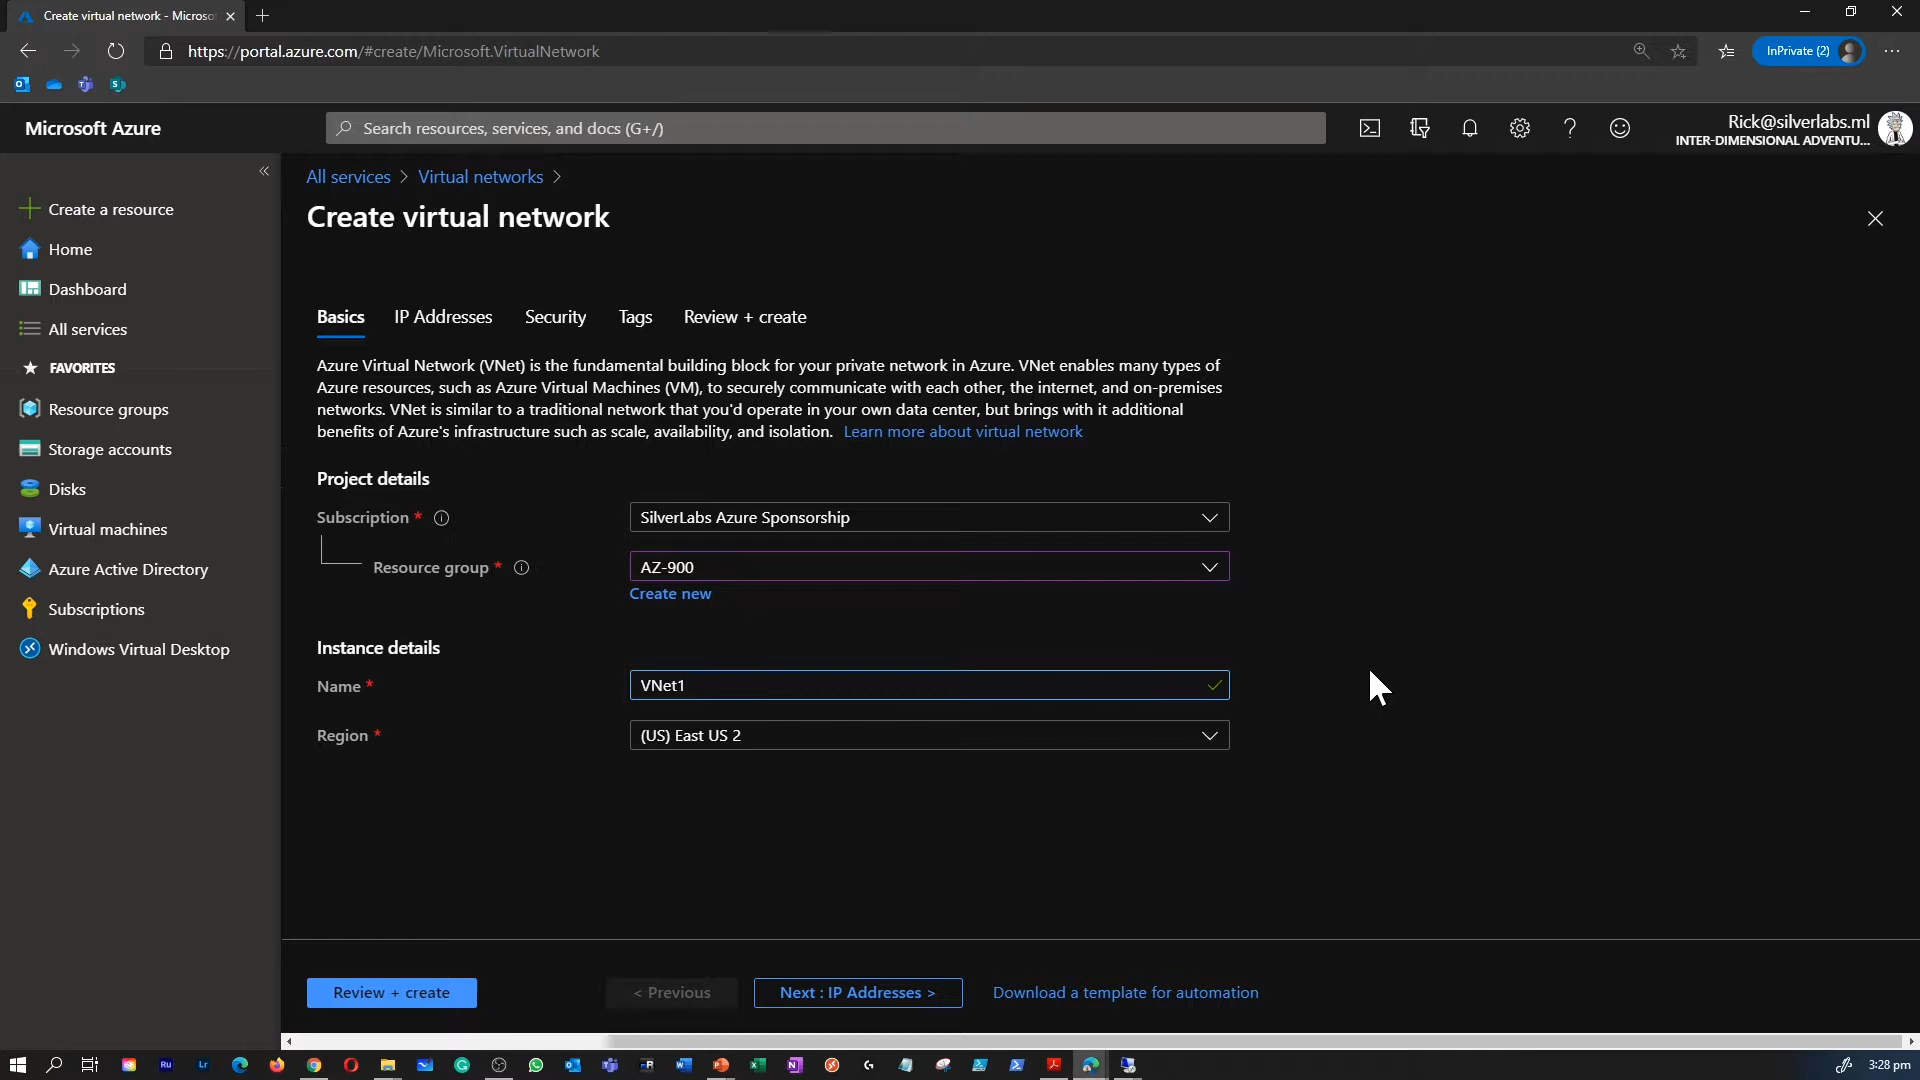 Create virtual network - Microso
https://portal.azure.com/#create/Microsoft.VirtualNetwork
InPrivate (2)
Microsoft Azure
Search resources, services, and docs (G+/)
Rick@silverlabs.ml
INTER-DIMENSIONAL ADVENTU...
Create a resource
Home
Dashboard
All services
FAVORITES
Resource groups
Storage accounts
Disks
Virtual machines
Azure Active Directory
Subscriptions
Windows Virtual Desktop
All services > Virtual networks >
Create virtual network
Basics IP Addresses Security Tags Review + create
Azure Virtual Network (VNet) is the fundamental building block for your private network in Azure. VNet enables many types of
Azure resources, such as Azure Virtual Machines (VM), to securely communicate with each other, the internet, and on-premises
networks. VNet is similar to a traditional network that you'd operate in your own data center, but brings with it additional
benefits of Azure's infrastructure such as scale, availability, and isolation. Learn more about virtual network
Project details
Subscription * SilverLabs Azure Sponsorship
Resource group * AZ-900
Create new
Instance details
Name * VNet1
Region * (US) East US 2
Review + create < Previous Next : IP Addresses > Download a template for automation
3:28 pm